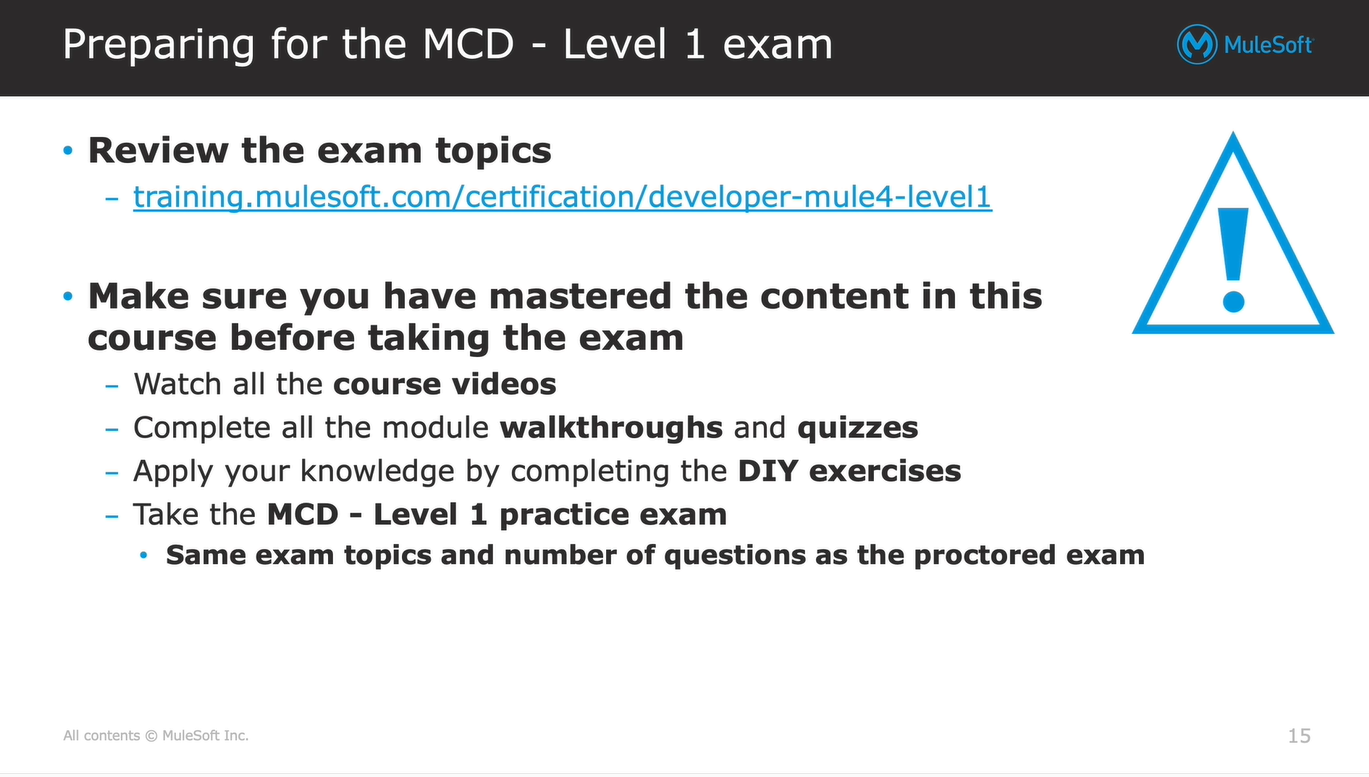 Preparing for the MCD - Level 1 exam
MuleSoft
• Review the exam topics
– training.mulesoft.com/certification/developer-mule4-level1
• Make sure you have mastered the content in this
course before taking the exam
– Watch all the course videos
– Complete all the module walkthroughs and quizzes
– Apply your knowledge by completing the DIY exercises
– Take the MCD - Level 1 practice exam
• Same exam topics and number of questions as the proctored exam
All contents © MuleSoft Inc.
15